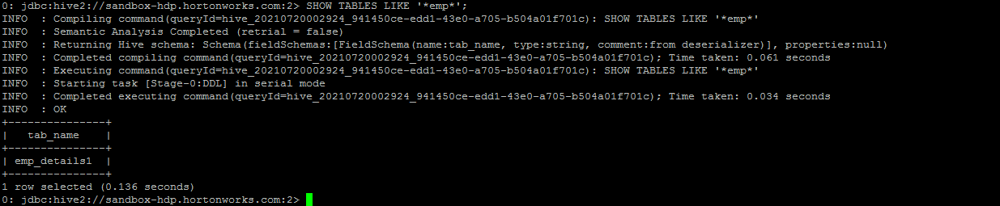 0: jdbc:hive2://sandbox-hdp.hortonworks.com:2> SHOW TABLES LIKE '*emp*';
INFO  : Compiling command(queryId=hive_20210720002924_941450ce-edd1-43e0-a705-b504a01f701c): SHOW TABLES LIKE '*emp*'
INFO  : Semantic Analysis Completed (retrial = false)
INFO  : Returning Hive schema: Schema(fieldSchemas:[FieldSchema(name:tab_name, type:string, comment:from deserializer)], properties:null)
INFO  : Completed compiling command(queryId=hive_20210720002924_941450ce-edd1-43e0-a705-b504a01f701c); Time taken: 0.061 seconds
INFO  : Executing command(queryId=hive_20210720002924_941450ce-edd1-43e0-a705-b504a01f701c): SHOW TABLES LIKE '*emp*'
INFO  : Starting task [Stage-0:DDL] in serial mode
INFO  : Completed executing command(queryId=hive_20210720002924_941450ce-edd1-43e0-a705-b504a01f701c); Time taken: 0.034 seconds
INFO  : OK
+---------------+
|   tab_name    |
+---------------+
| emp_details1  |
+---------------+
1 row selected (0.136 seconds)
0: jdbc:hive2://sandbox-hdp.hortonworks.com:2>